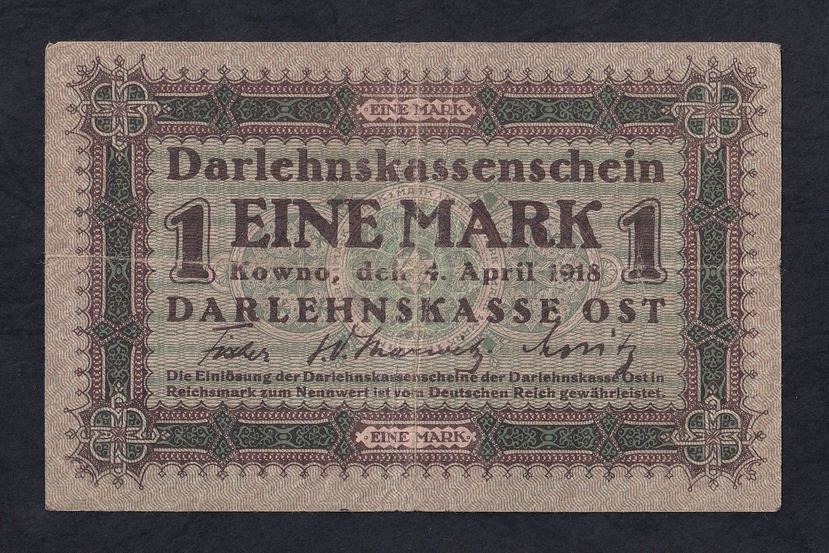 EINE MARK
Darlehnskassenschein
1 EINE MARK 1
Kowno, den 4. April 1918
DARLEHNSKASSE OST
Fischer
Die Einlösung der Darlehnskassenscheine der Darlehnskasse Ost in
Reichsmark zum Nennwert ist vom Deutschen Reich gewährleistet.
EINE MARK